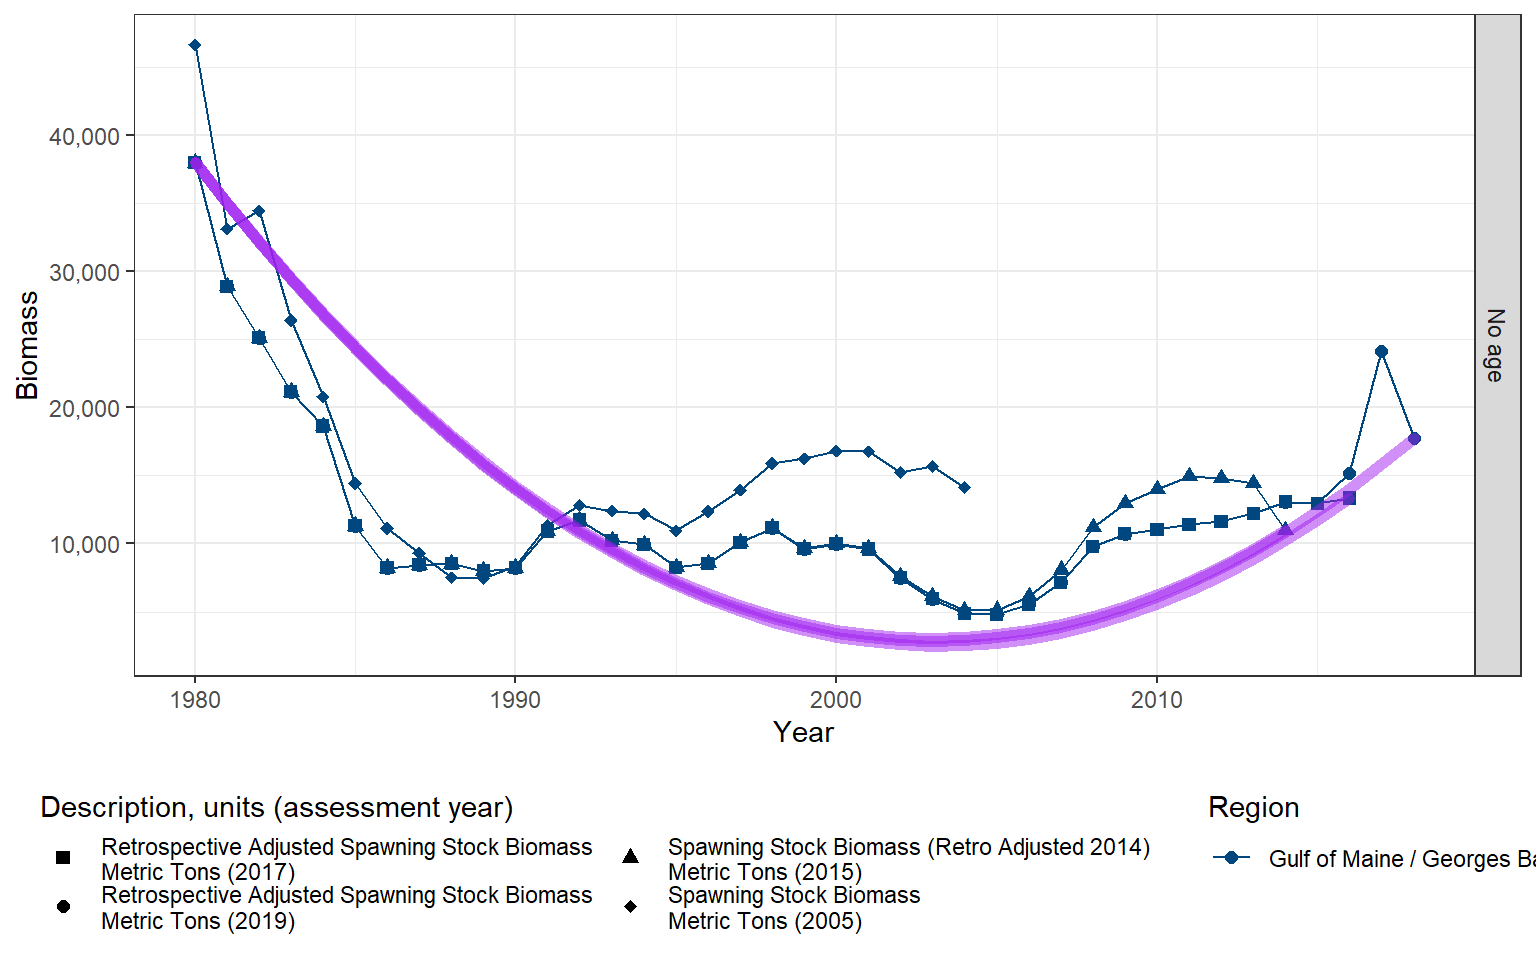 40,000
30,000
20,000
10,000
Biomass
No age
1980 1990 2000 2010
Year
Description, units (assessment year)
Retrospective Adjusted Spawning Stock Biomass
Metric Tons (2017)
Retrospective Adjusted Spawning Stock Biomass
Metric Tons (2019)
Spawning Stock Biomass (Retro Adjusted 2014)
Metric Tons (2015)
Spawning Stock Biomass
Metric Tons (2005)
Region
Gulf of Maine / Georges Ba